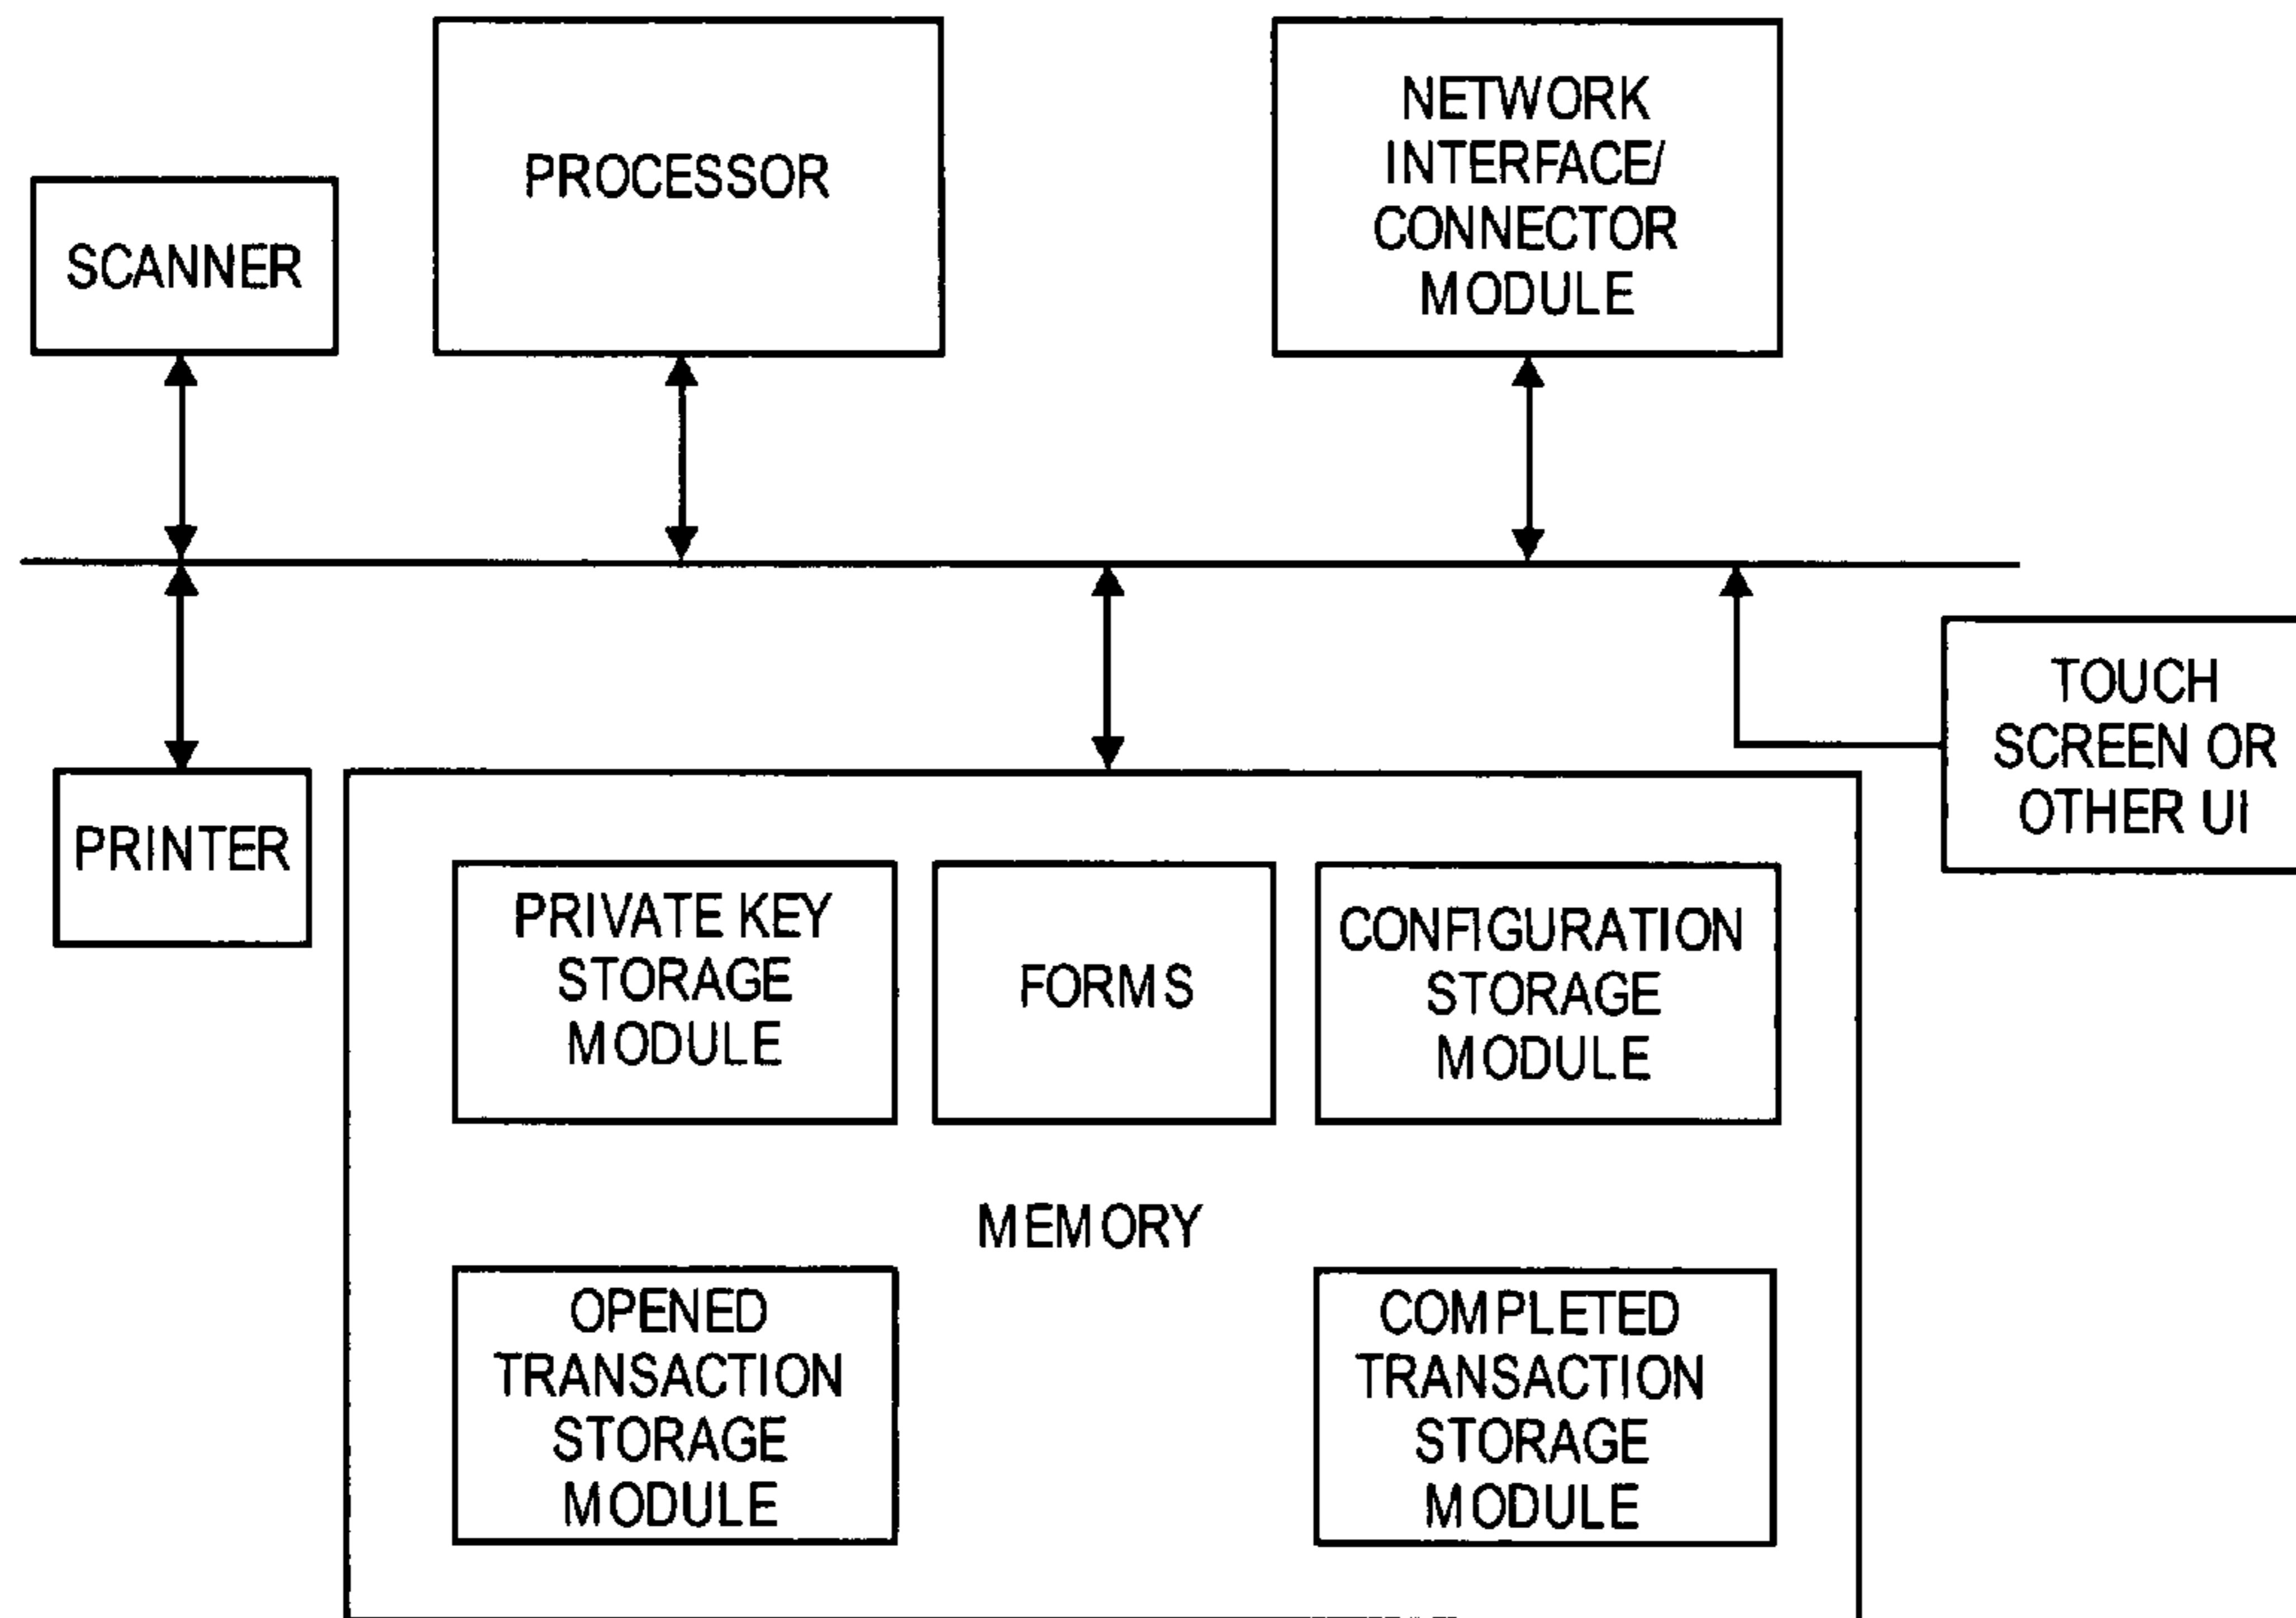 PROCESSOR
NETWORK
INTERFACE/
CONNECTOR
MODULE
SCANNER
TOUCH
SCREEN OR
OTHER UI
PRINTER
PRIVATE KEY
STORAGE
MODULE
FORMS
CONFIGURATION
STORAGE
MODULE
MEMORY
OPENED
TRANSACTION
STORAGE
MODULE
COMPLETED
TRANSACTION
STORAGE
MODULE